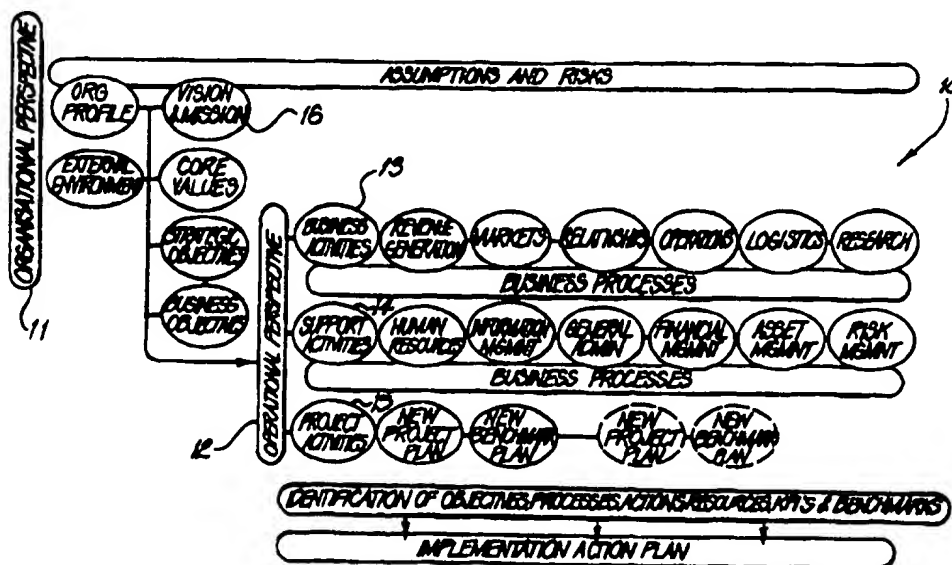 ORGANISATIONAL PERSPECTIVE
11
ASSUMPTIONS AND RISKS
10
ORG
PROFILE
VISION
& MISSION
16
EXTERNAL
ENVIRONMENT
CORE
VALUES
STRATEGIC
OBJECTIVES
BUSINESS
OBJECTIVES
OPERATIONAL PERSPECTIVE
12
13
BUSINESS
ACTIVITIES
REVENUE
GENERATION
MARKETS
RELATIONSHIPS
OPERATIONS
LOGISTICS
RESEARCH
BUSINESS PROCESSES
14
SUPPORT
ACTIVITIES
HUMAN
RESOURCES
INFORMATION
MGMNT
GENERAL
ADMIN
FINANCIAL
MGMNT
ASSET
MGMNT
RISK
MGMNT
BUSINESS PROCESSES
15
PROJECT
ACTIVITIES
NEW
PROJECT
PLAN
NEW
BENCHMARK
PLAN
NEW
PROJECT
PLAN
NEW
BENCHMARK
PLAN
IDENTIFICATION OF OBJECTIVES,PROCESSES,ACTIONS,RESOURCES,KPI'S & BENCHMARKS
IMPLEMENTATION ACTION PLAN